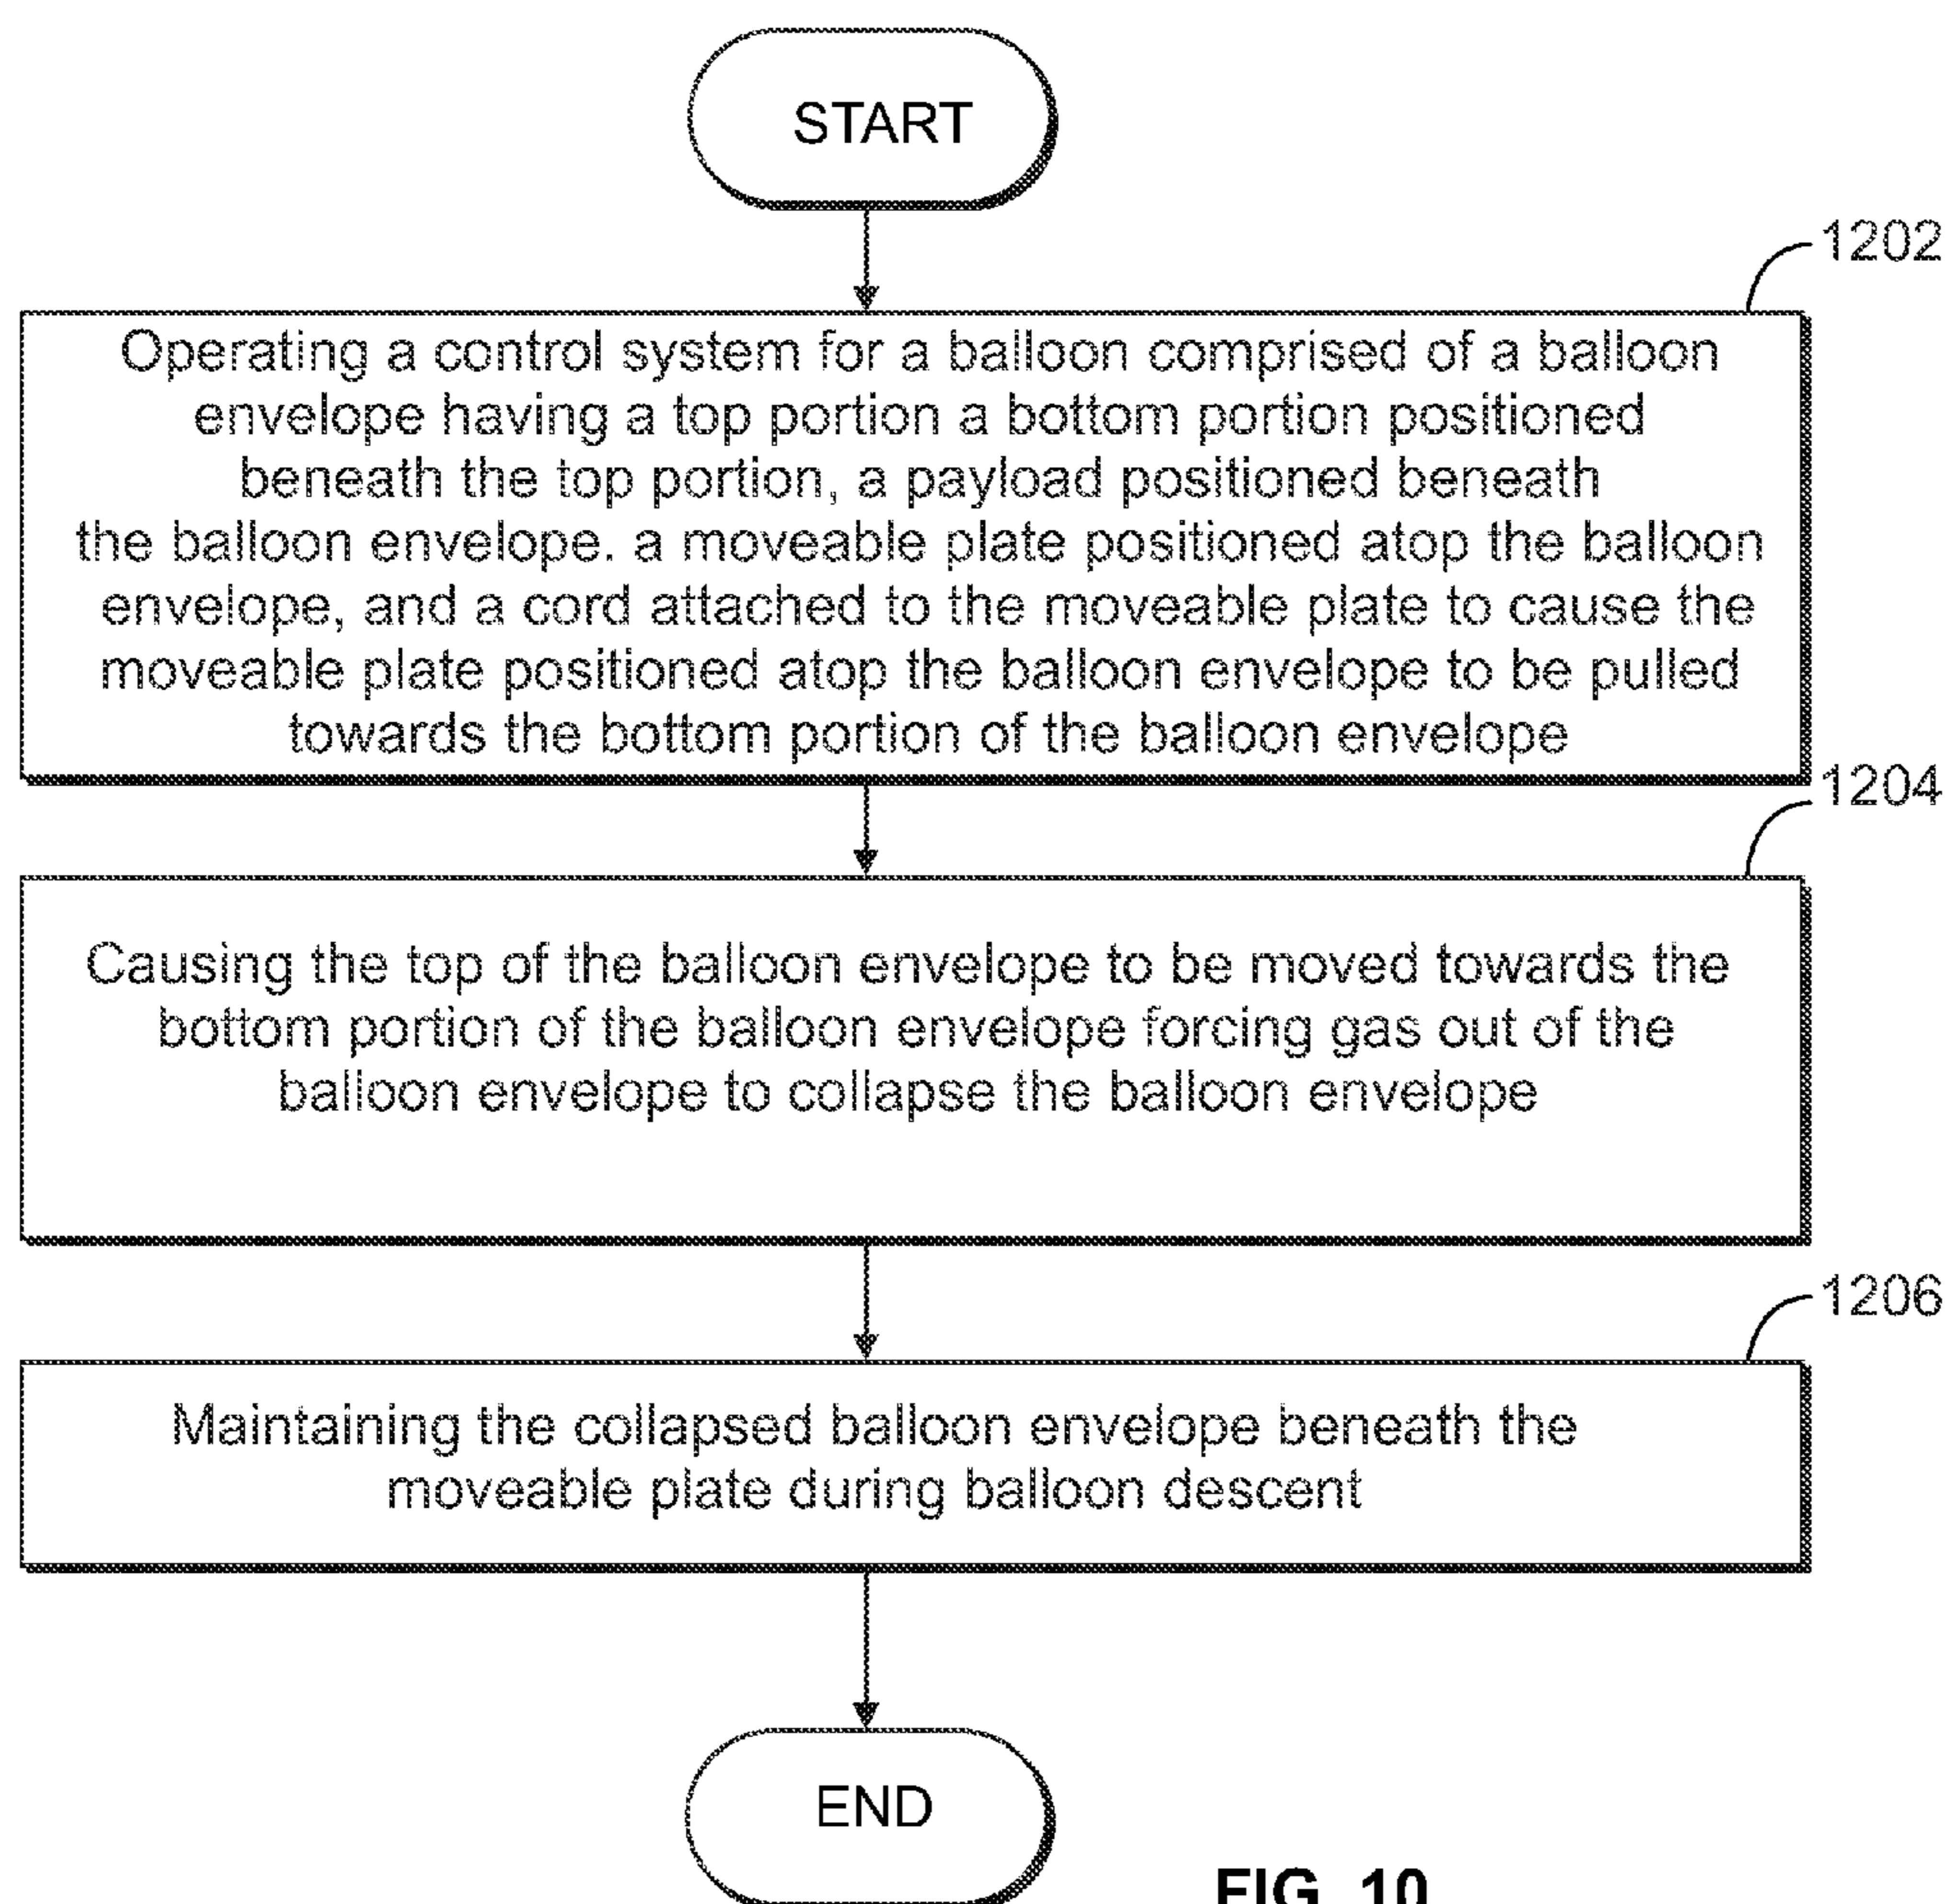 START
1202
Operating a control system for a balloon comprised of a balloon
envelope having a top portion a bottom portion positioned
beneath the top portion, a payload positioned beneath
the balloon envelope. a moveable plate positioned atop the balloon
envelope, and a cord attached to the moveable plate to cause the
moveable plate positioned atop the balloon envelope to be pulled
towards the bottom portion of the balloon envelope
1204
Causing the top of the balloon envelope to be moved towards the
bottom portion of the balloon envelope forcing gas out of the
balloon envelope to collapse the balloon envelope
1206
Maintaining the collapsed balloon envelope beneath the
moveable plate during balloon descent
END
FIG. 10